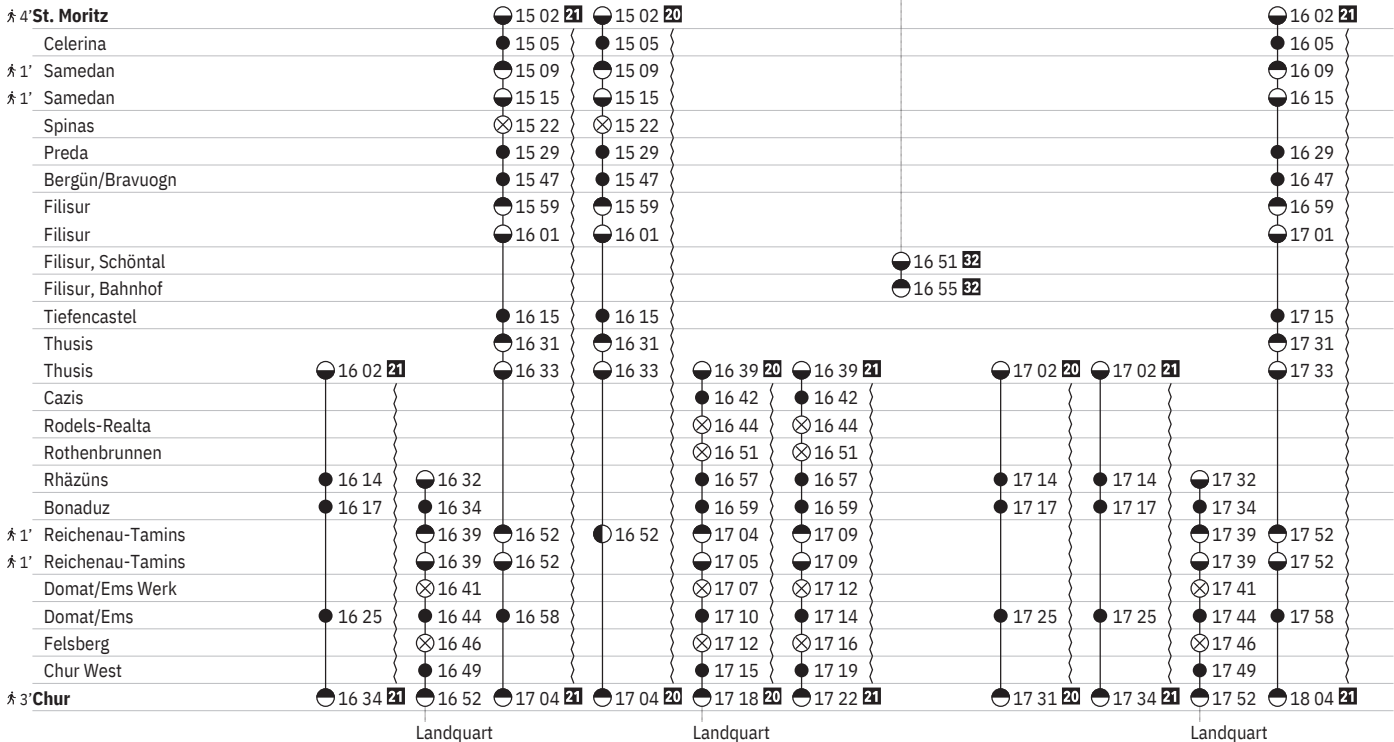 4' St. Moritz 15 02 21 15 02 20 16 02 21
Celerina 15 05 15 05 16 05
1' Samedan 15 09 15 09 16 09
1' Samedan 15 15 15 15 16 15
Spinas 15 22 15 22
Preda 15 29 15 29 16 29
Bergün/Bravuogn 15 47 15 47 16 47
Filisur 15 59 15 59 16 59
Filisur 16 01 16 01 17 01
Filisur, Schöntal 16 51 32
Filisur, Bahnhof 16 55 32
Tiefencastel 16 15 16 15 17 15
Thusis 16 31 16 31 17 31
Thusis 16 02 21 16 33 16 33 16 39 20 16 39 21 17 02 20 17 02 21 17 33
Cazis 16 42 16 42
Rodels-Realta 16 44 16 44
Rothenbrunnen 16 51 16 51
Rhäzüns 16 14 16 32 16 57 16 57 17 14 17 14 17 32
Bonaduz 16 17 16 34 16 59 16 59 17 17 17 17 17 34
1' Reichenau-Tamins 16 39 16 52 16 52 17 04 17 09 17 39 17 52
1' Reichenau-Tamins 16 39 16 52 17 05 17 09 17 39 17 52
Domat/Ems Werk 16 41 17 07 17 12 17 41
Domat/Ems 16 25 16 44 16 58 17 10 17 14 17 25 17 25 17 44 17 58
Felsberg 16 46 17 12 17 16 17 46
Chur West 16 49 17 15 17 19 17 49
3' Chur 16 34 21 16 52 17 04 21 17 04 20 17 18 20 17 22 21 17 31 20 17 34 21 17 52 18 04 21
Landquart Landquart Landquart